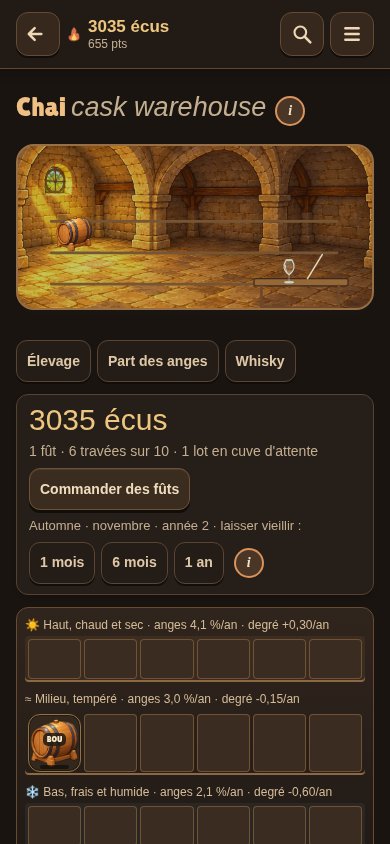 3035 écus
655 pts
Chai cask warehouse i
Élevage
Part des anges
Whisky
3035 écus
1 fût · 6 travées sur 10 · 1 lot en cuve d'attente
Commander des fûts
Automne · novembre · année 2 · laisser vieillir :
1 mois
6 mois
1 an
i
Haut, chaud et sec · anges 4,1 %/an · degré +0,30/an
≈ Milieu, tempéré · anges 3,0 %/an · degré -0,15/an
BOU
Bas, frais et humide · anges 2,1 %/an · degré -0,60/an